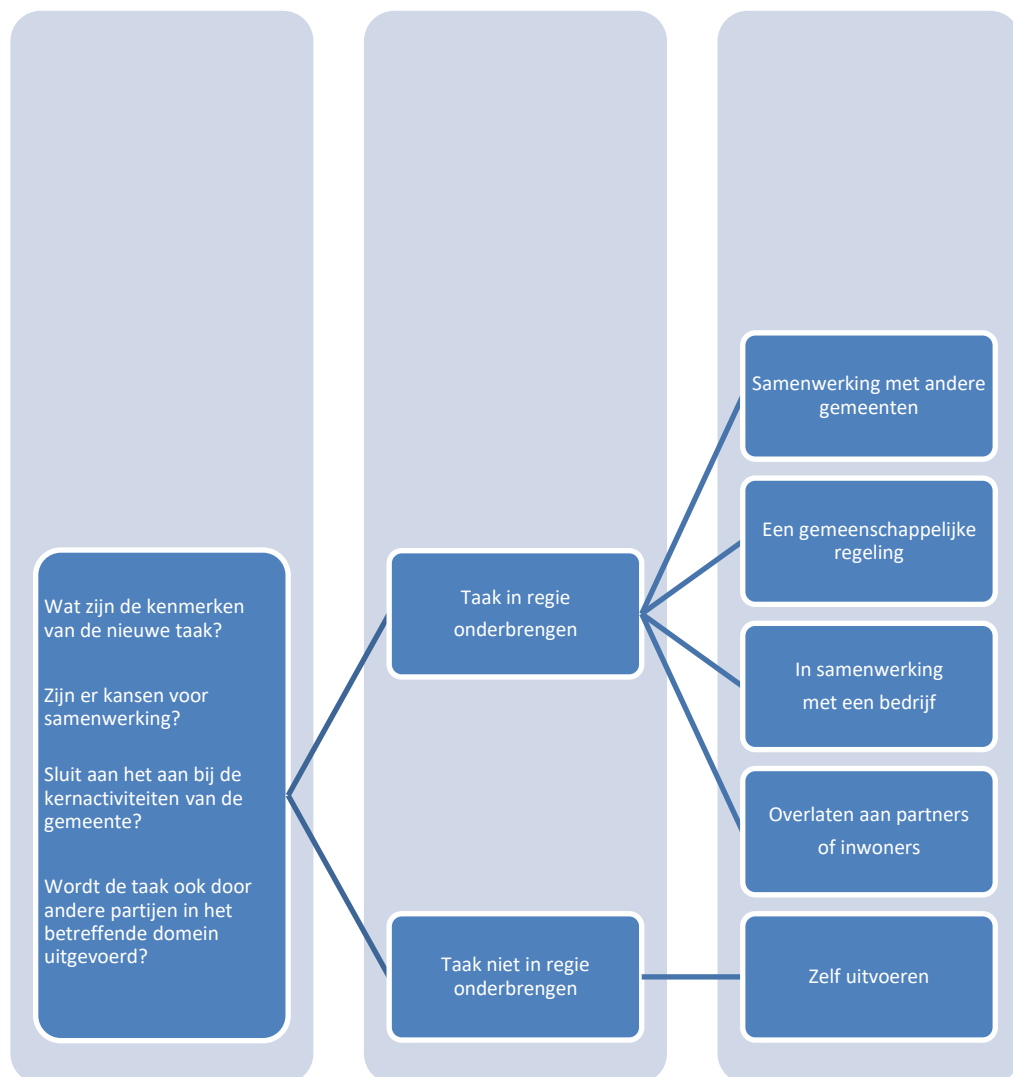 Wat zijn de kenmerken
van de nieuwe taak?
Zijn er kansen voor
samenwerking?
Sluit aan het aan bij de
kernactiviteiten van de
gemeente?
Wordt de taak ook door
andere partijen in het
betreffende domein
uitgevoerd?
Taak in regie
onderbrengen
Taak niet in regie
onderbrengen
Samenwerking met andere
gemeenten
Een gemeenschappelijke
regeling
In samenwerking
met een bedrijf
Overlaten aan partners
of inwoners
Zelf uitvoeren